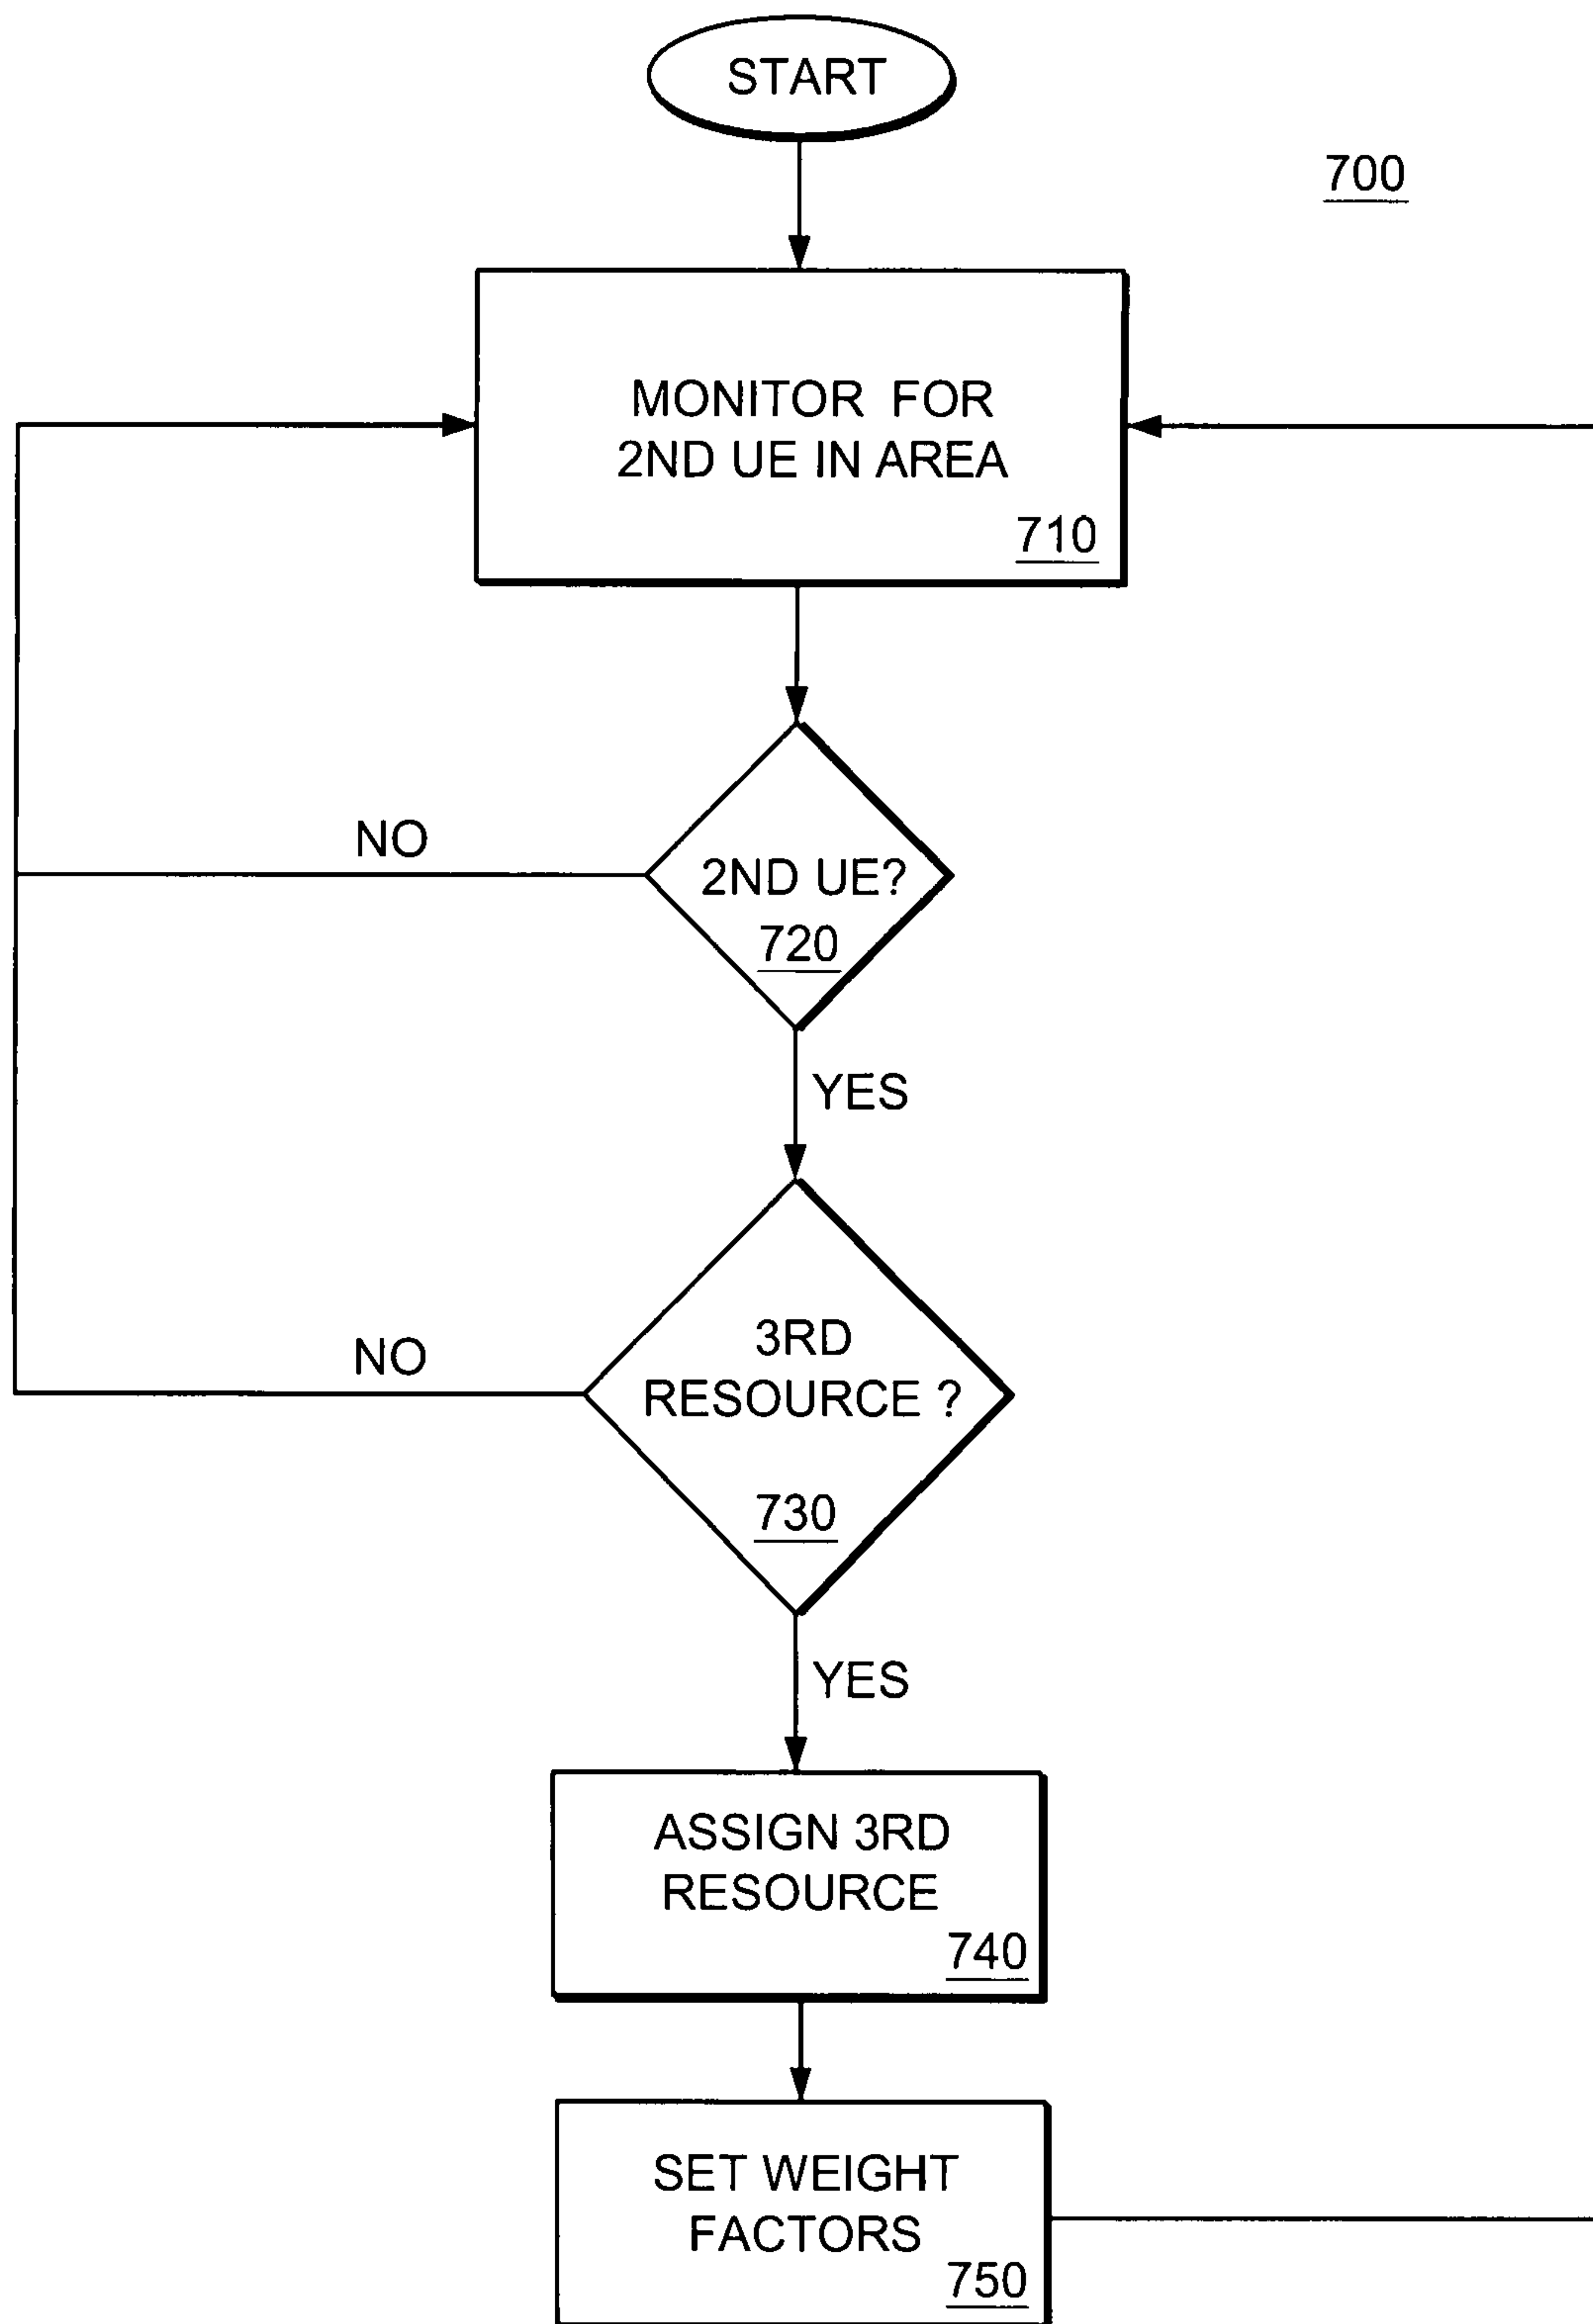 START
700
MONITOR FOR
2ND UE IN AREA
710
NO
2ND UE?
720
YES
3RD
RESOURCE ?
NO
730
YES
ASSIGN 3RD
RESOURCE
740
SET WEIGHT
FACTORS
750